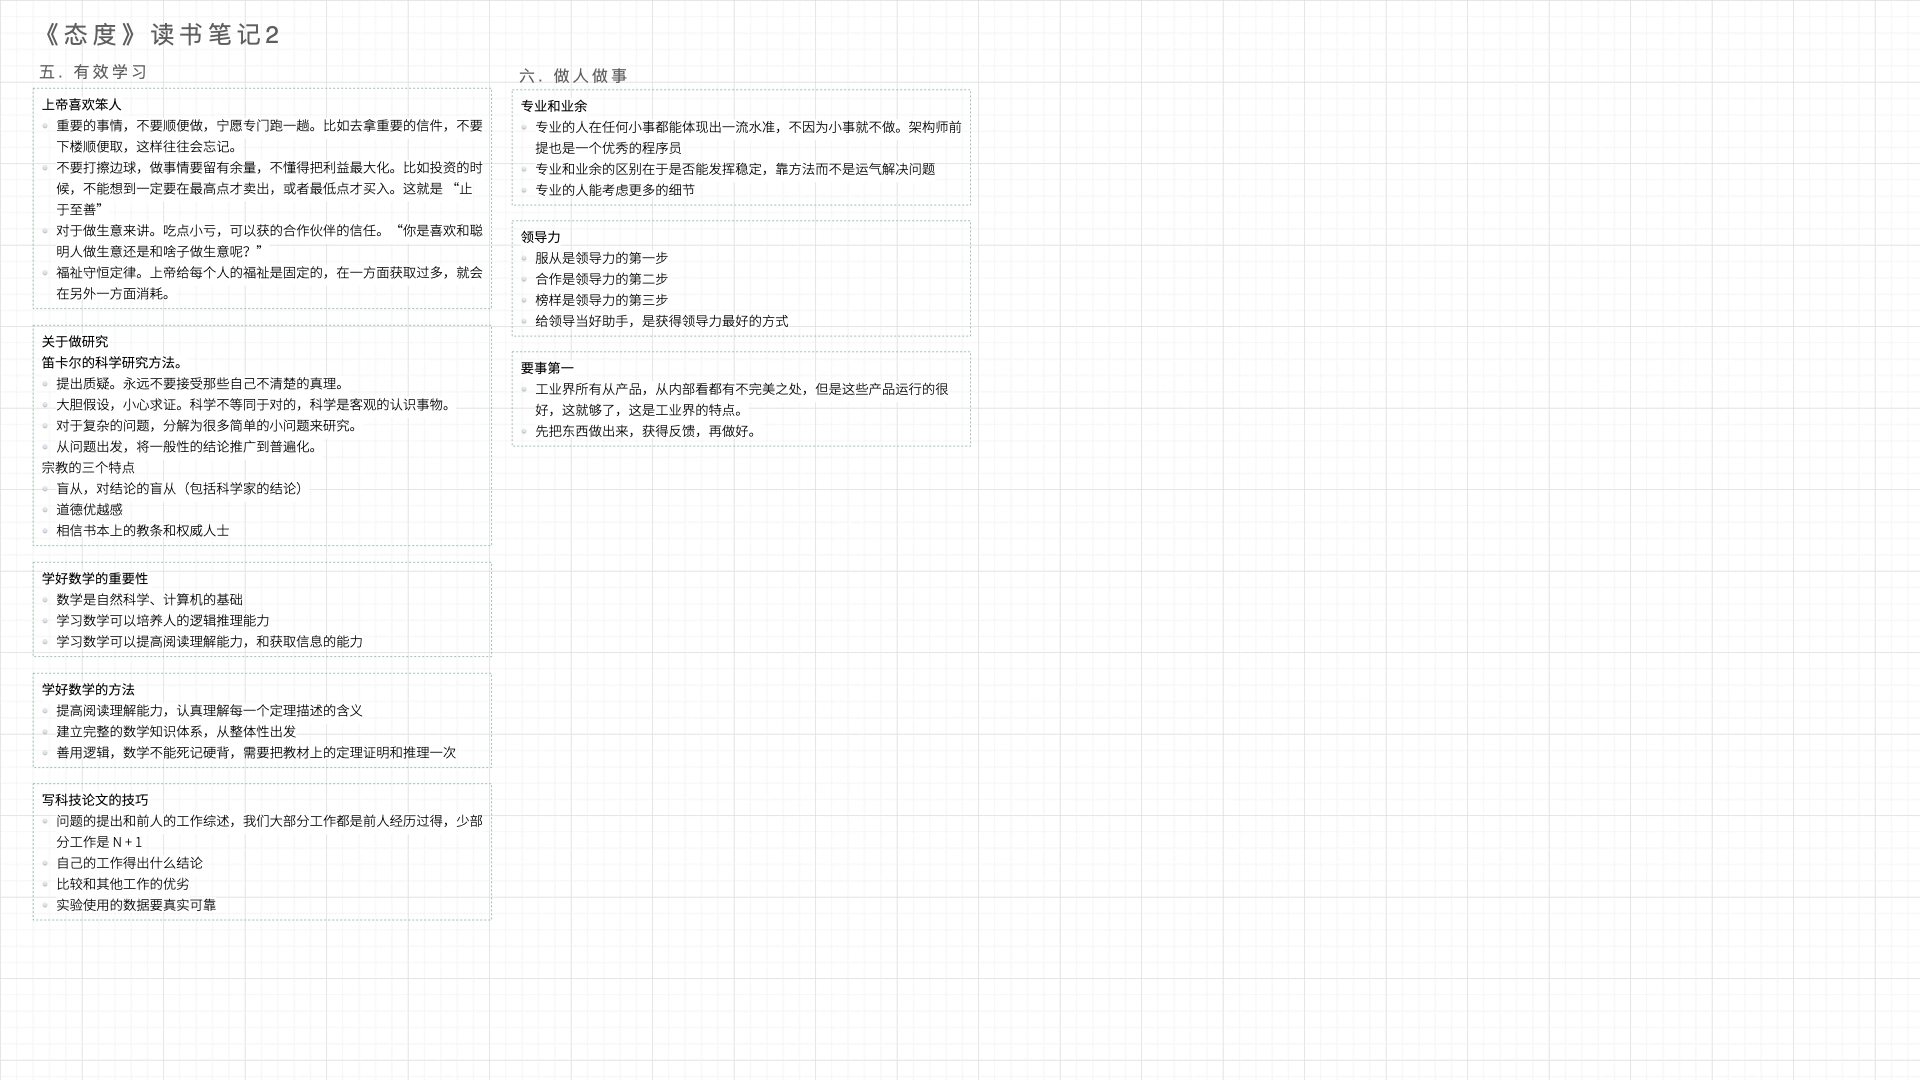 《态度》读书笔记2
五. 有效学习
上帝喜欢笨人
重要的事情，不要顺便做，宁愿专门跑一趟。比如去拿重要的信件，不要
下楼顺便取，这样往往会忘记。
不要打擦边球，做事情要留有余量，不懂得把利益最大化。比如投资的时
候，不能想到一定要在最高点才卖出，或者最低点才买入。这就是 “止
于至善”
对于做生意来讲。吃点小亏，可以获的合作伙伴的信任。 “你是喜欢和聪
明人做生意还是和啥子做生意呢？”
福祉守恒定律。上帝给每个人的福祉是固定的，在一方面获取过多，就会
在另外一方面消耗。
关于做研究
笛卡尔的科学研究方法。
提出质疑。永远不要接受那些自己不清楚的真理。
大胆假设，小心求证。科学不等同于对的，科学是客观的认识事物。
对于复杂的问题，分解为很多简单的小问题来研究。
从问题出发，将一般性的结论推广到普遍化。
宗教的三个特点
盲从，对结论的盲从（包括科学家的结论）
道德优越感
相信书本上的教条和权威人士
学好数学的重要性
数学是自然科学、计算机的基础
学习数学可以培养人的逻辑推理能力
学习数学可以提高阅读理解能力，和获取信息的能力
学好数学的方法
提高阅读理解能力，认真理解每一个定理描述的含义
建立完整的数学知识体系，从整体性出发
善用逻辑，数学不能死记硬背，需要把教材上的定理证明和推理一次
写科技论文的技巧
问题的提出和前人的工作综述，我们大部分工作都是前人经历过得，少部
分工作是 N + 1
自己的工作得出什么结论
比较和其他工作的优劣
实验使用的数据要真实可靠
六. 做人做事
专业和业余
专业的人在任何小事都能体现出一流水准，不因为小事就不做。架构师前
提也是一个优秀的程序员
专业和业余的区别在于是否能发挥稳定，靠方法而不是运气解决问题
专业的人能考虑更多的细节
领导力
服从是领导力的第一步
合作是领导力的第二步
榜样是领导力的第三步
给领导当好助手，是获得领导力最好的方式
要事第一
工业界所有从产品，从内部看都有不完美之处，但是这些产品运行的很
好，这就够了，这是工业界的特点。
先把东西做出来，获得反馈，再做好。